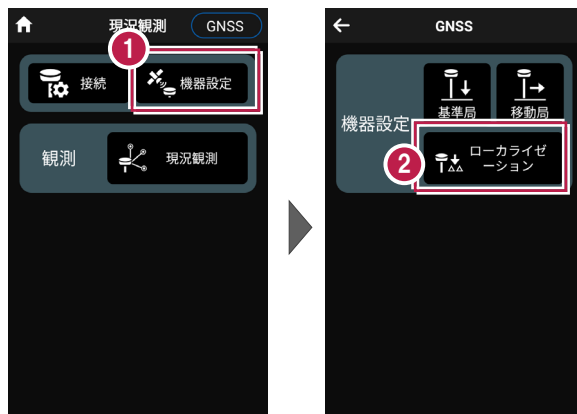 現況観測
GNSS
1
接続
機器設定
観測
現況観測
GNSS
機器設定
基準局
移動局
2
ローカライゼ
ーション